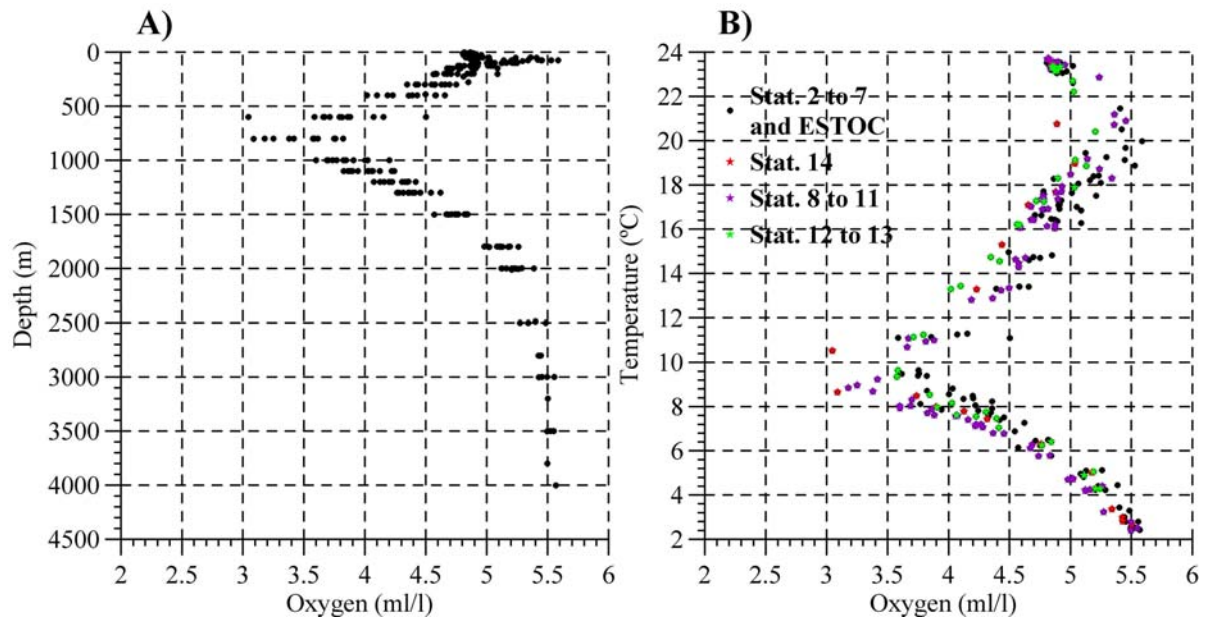 A)
0
500
1000
1500
2000
2500
3000
3500
4000
4500
Depth (m)
2 2.5 3 3.5 4 4.5 5 5.5 6
Oxygen (ml/l)
B)
24
22
20
18
16
14
12
10
8
6
4
2
Temperature (ºC)
Stat. 2 to 7
and ESTOC
Stat. 14
Stat. 8 to 11
Stat. 12 to 13
2 2.5 3 3.5 4 4.5 5 5.5 6
Oxygen (ml/l)